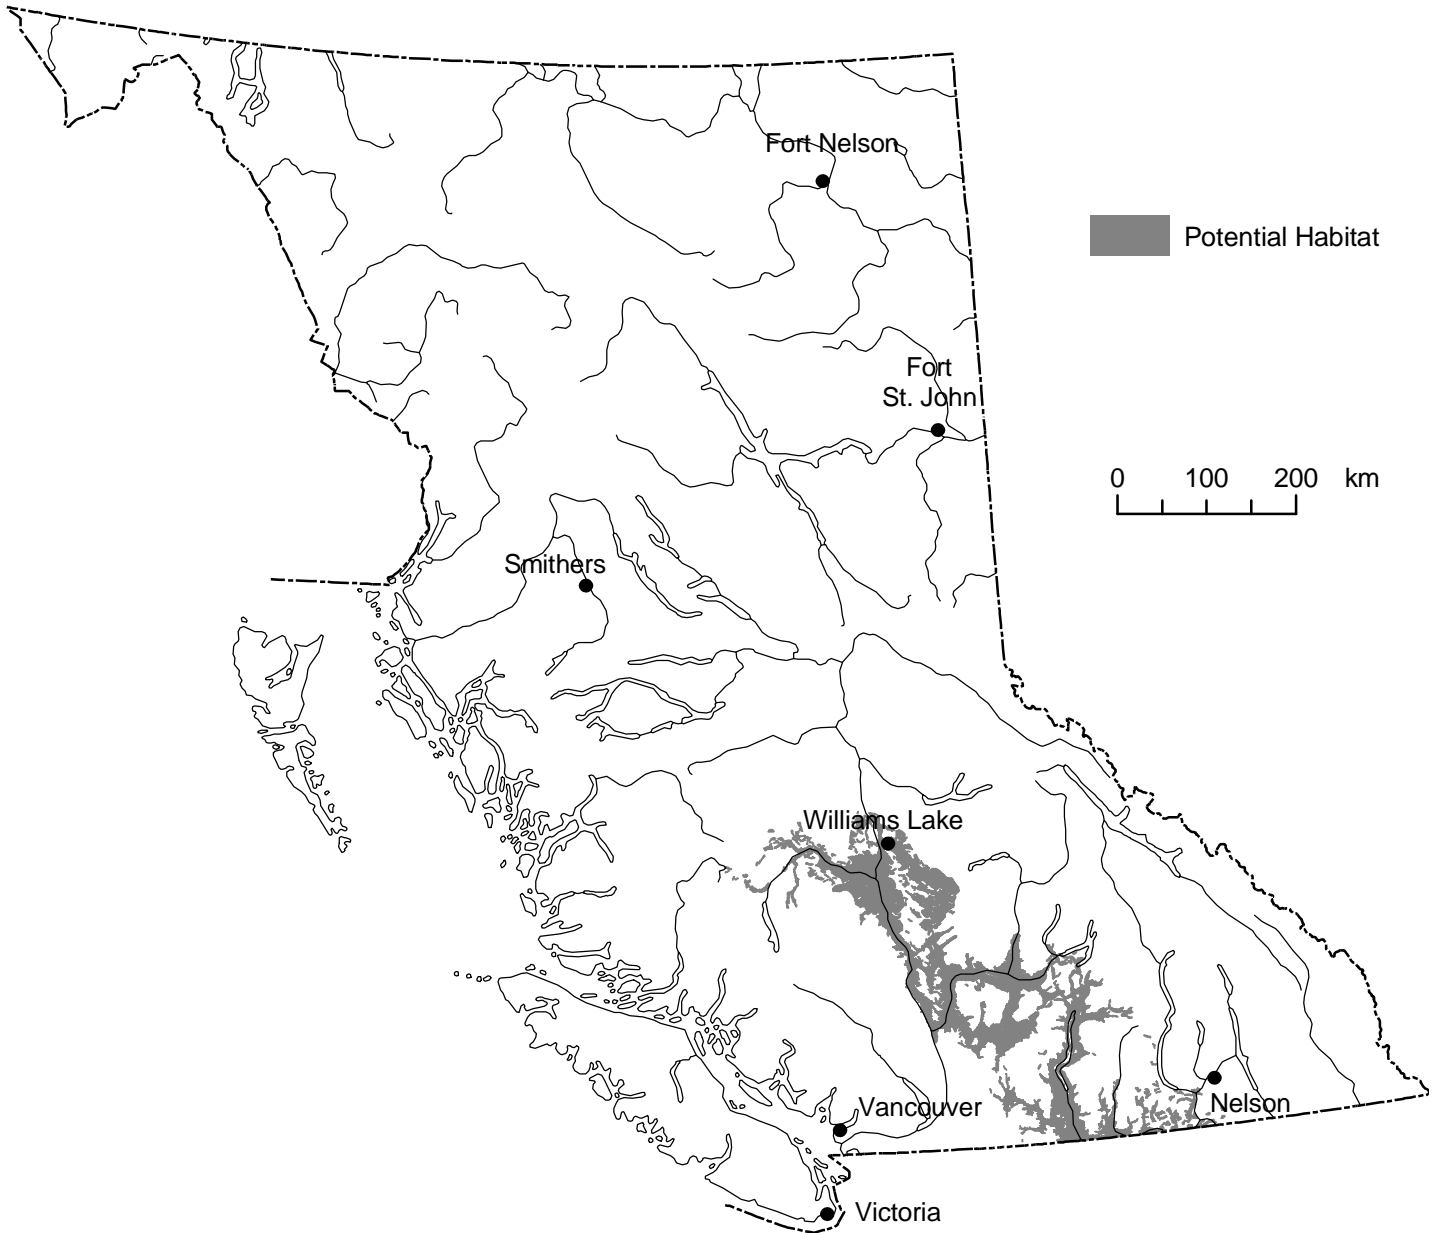 Fort Nelson
Potential Habitat
Fort
St. John
0 100 200 km
Smithers
Williams Lake
Vancouver
Nelson
Victoria